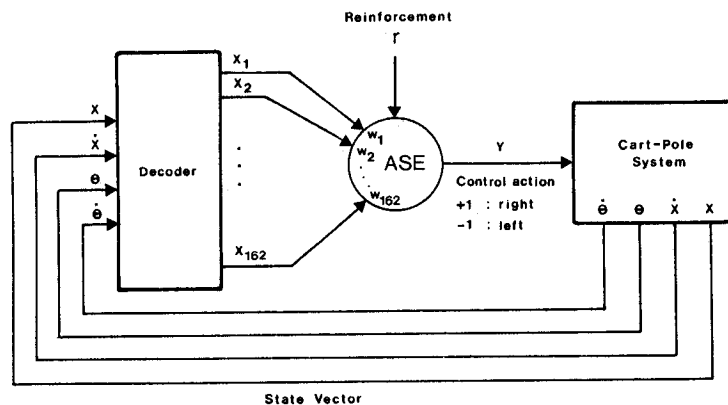 Reinforcement
r
X1
X2
X
Ẋ
θ
θ̇
Decoder
w1
w2
w162
ASE
Y
Control action
+1 : right
-1 : left
Cart-Pole
System
θ̇ θ Ẋ X
X162
State Vector